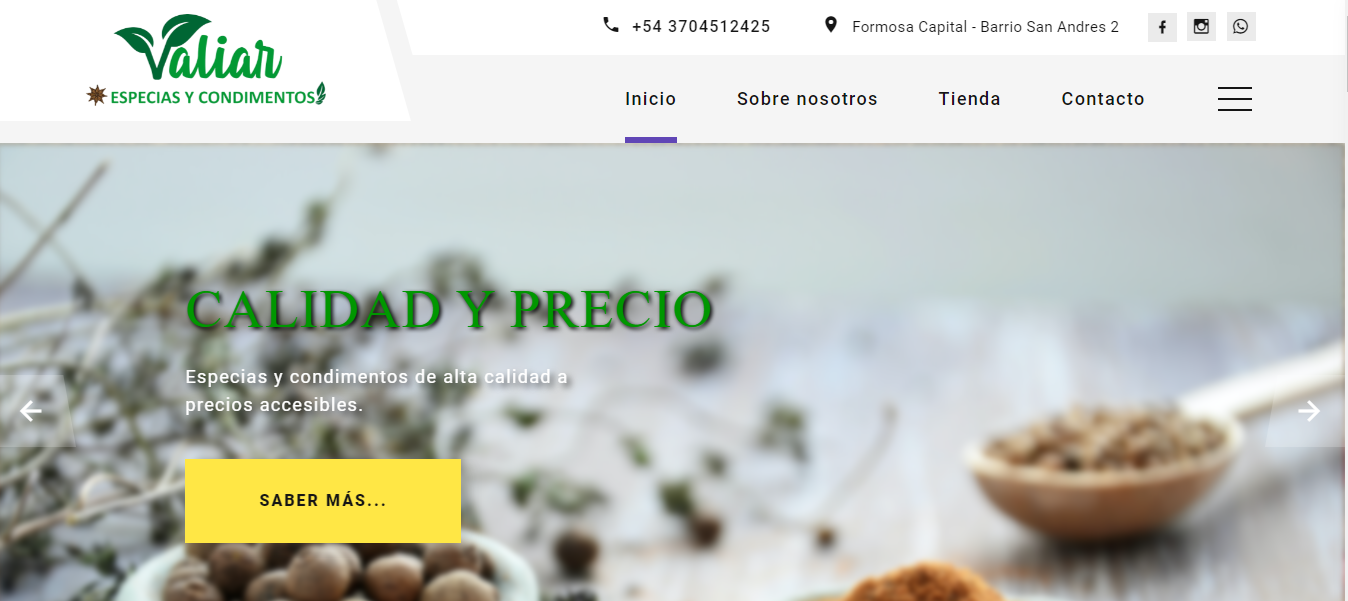 Valiar
ESPECIAS Y CONDIMENTOS
+54 3704512425
Formosa Capital - Barrio San Andres 2
Inicio
Sobre nosotros
Tienda
Contacto
CALIDAD Y PRECIO
Especias y condimentos de alta calidad a
precios accesibles.
SABER MÁS...